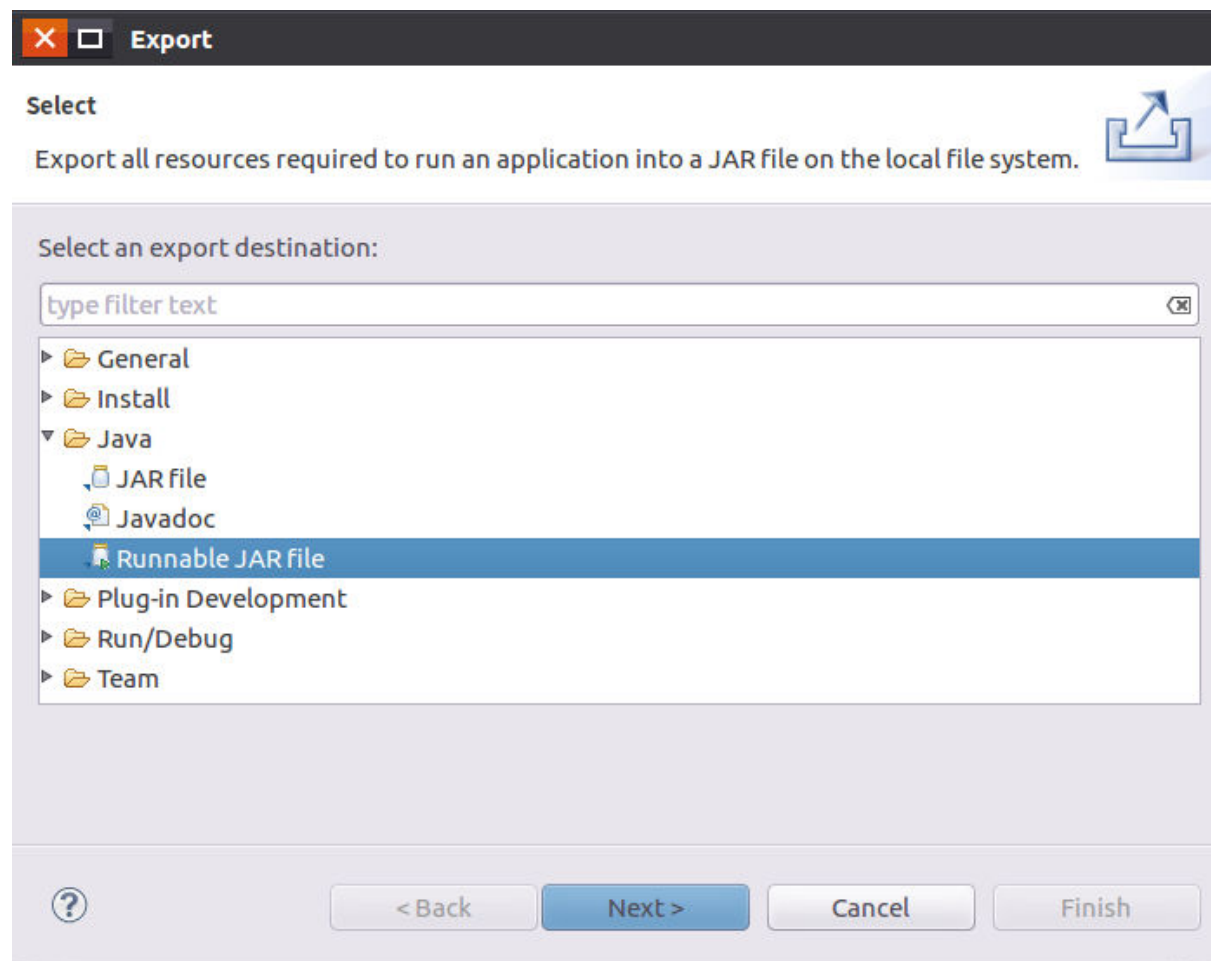 Export
Select
Export all resources required to run an application into a JAR file on the local file system.
Select an export destination:
type filter text
General
Install
Java
JAR file
Javadoc
Runnable JAR file
Plug-in Development
Run/Debug
Team
? < Back Next > Cancel Finish